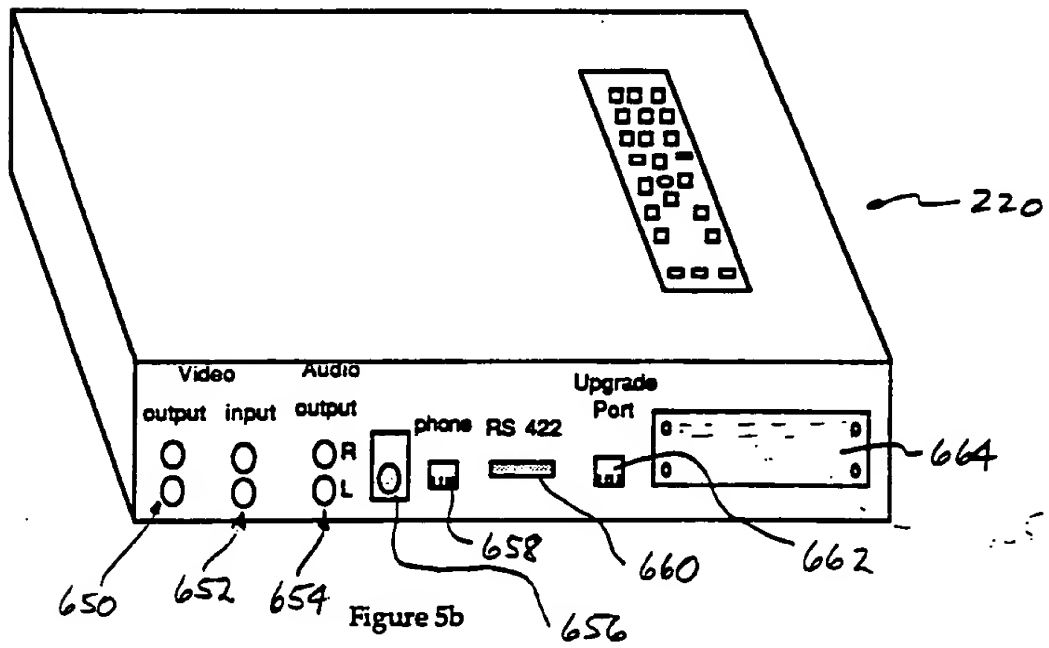 220
Video Audio Upgrade
output input output phone RS 422 Port
R
L
664
650 652 654 658 660 662
Figure 5b 656